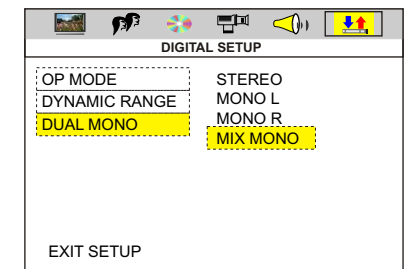 DIGITAL SETUP
OP MODE
DYNAMIC RANGE
DUAL MONO
STEREO
MONO L
MONO R
MIX MONO
EXIT SETUP